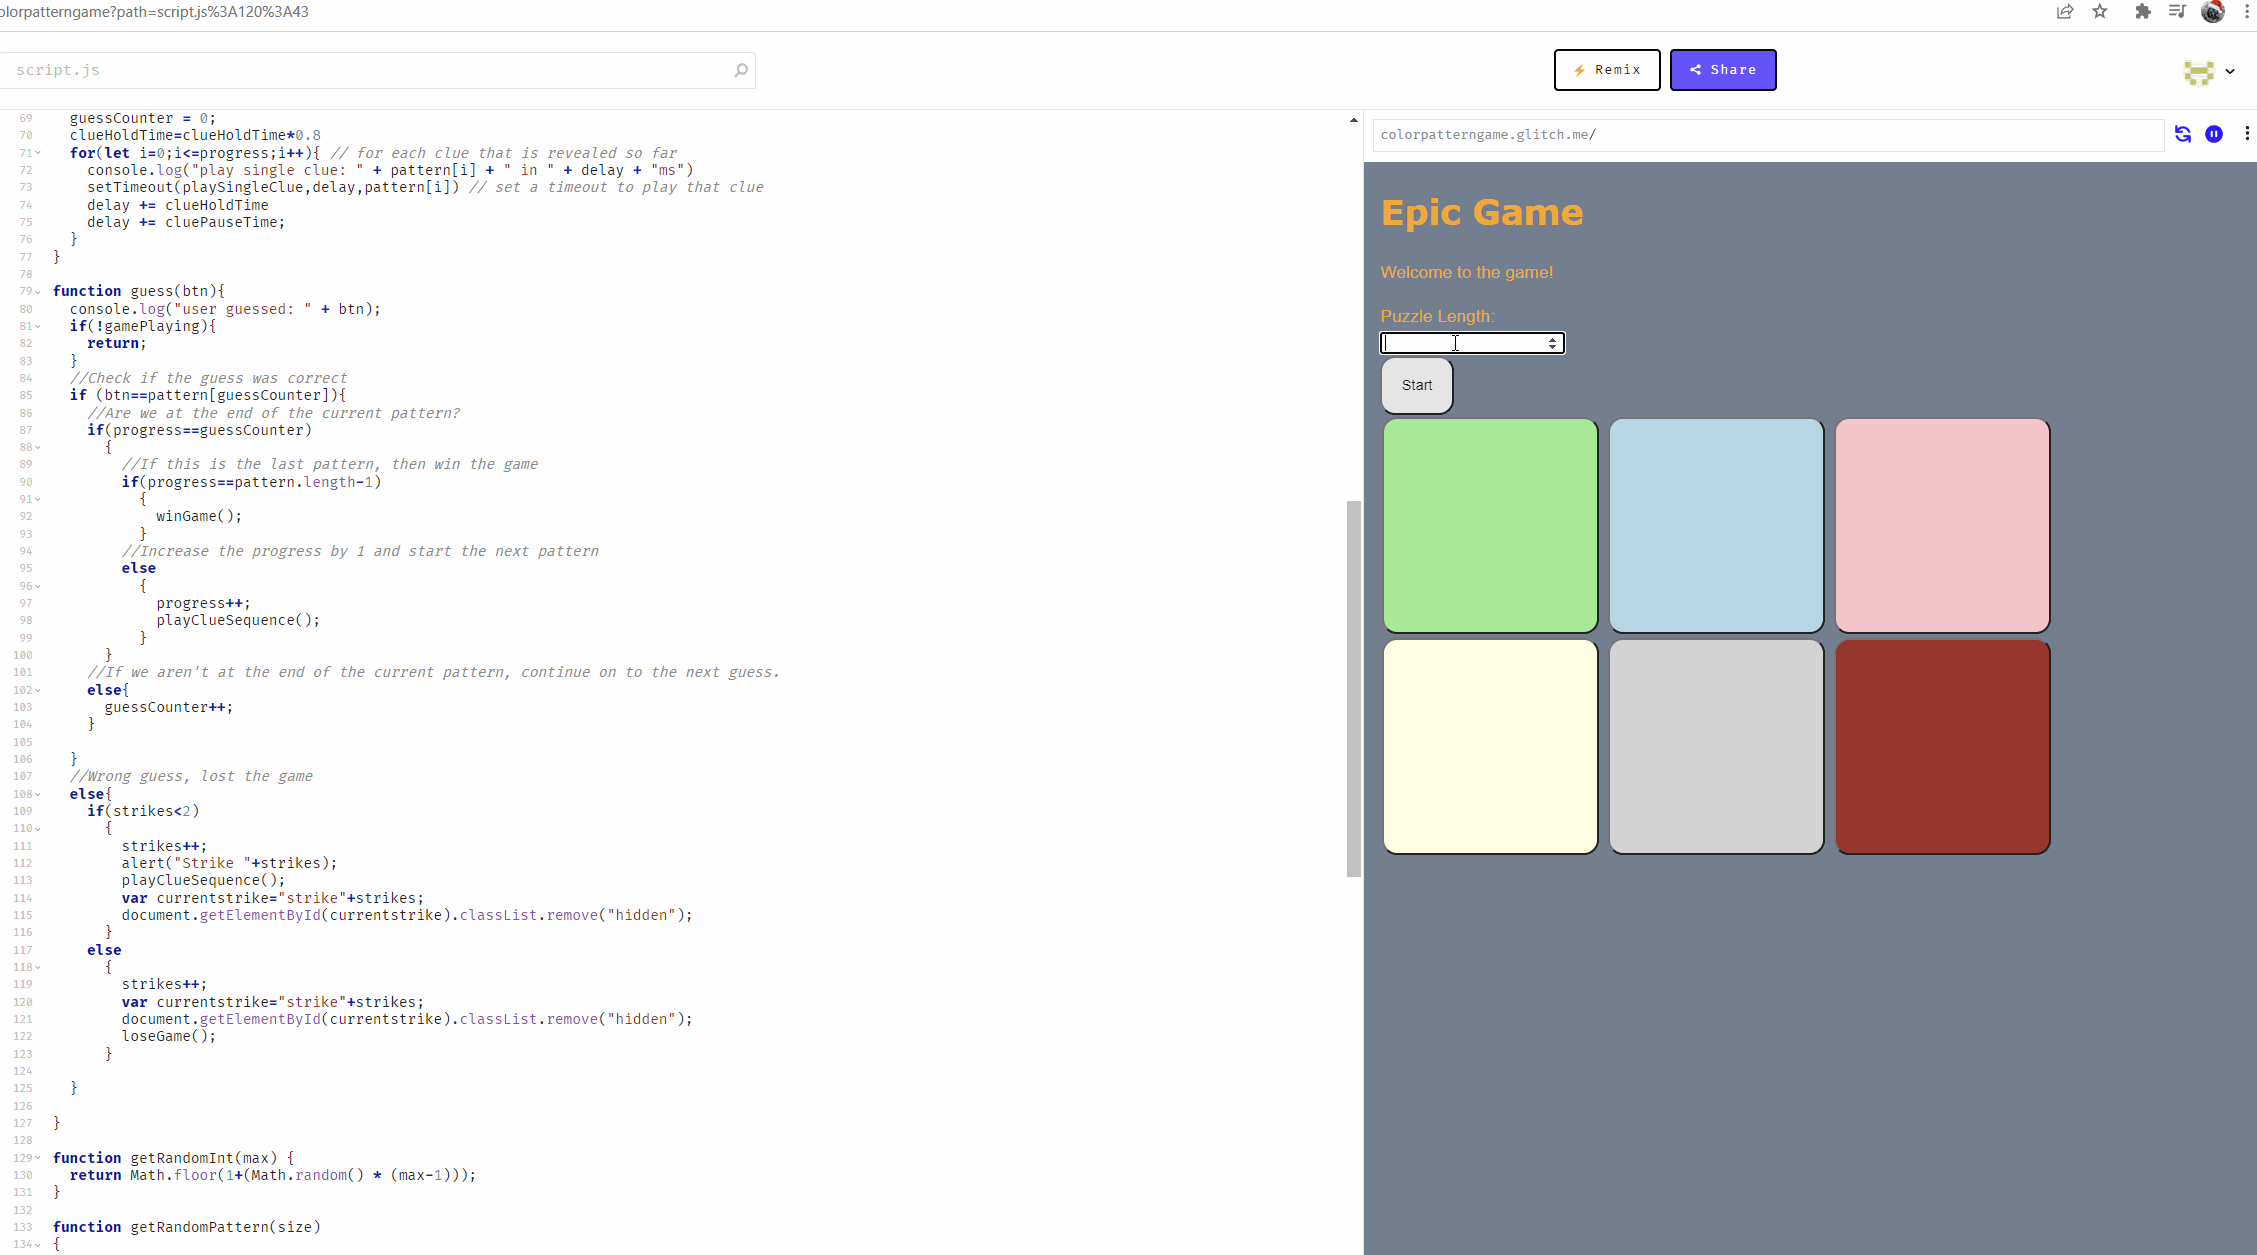 olorpatterngame?path=script.js%3A120%3A43
script.js
Remix
Share
69 guessCounter = 0;
70 clueHoldTime=clueHoldTime*0.8
71 for(let i=0;i<=progress;i++){ // for each clue that is revealed so far
72 console.log("play single clue: " + pattern[i] + " in " + delay + "ms")
73 setTimeout(playSingleClue,delay,pattern[i]) // set a timeout to play that clue
74 delay += clueHoldTime
75 delay += cluePauseTime;
76 }
77 }
78
79 function guess(btn){
80 console.log("user guessed: " + btn);
81 if(!gamePlaying){
82 return;
83 }
84 //Check if the guess was correct
85 if (btn==pattern[guessCounter]){
86 //Are we at the end of the current pattern?
87 if(progress==guessCounter)
88 {
89 //If this is the last pattern, then win the game
90 if(progress==pattern.length-1)
91 {
92 winGame();
93 }
94 //Increase the progress by 1 and start the next pattern
95 else
96 {
97 progress++;
98 playClueSequence();
99 }
100 }
101 //If we aren't at the end of the current pattern, continue on to the next guess.
102 else{
103 guessCounter++;
104 }
105
106 }
107 //Wrong guess, lost the game
108 else{
109 if(strikes<2)
110 {
111 strikes++;
112 alert("Strike "+strikes);
113 playClueSequence();
114 var currentstrike="strike"+strikes;
115 document.getElementById(currentstrike).classList.remove("hidden");
116 }
117 else
118 {
119 strikes++;
120 var currentstrike="strike"+strikes;
121 document.getElementById(currentstrike).classList.remove("hidden");
122 loseGame();
123 }
124
125 }
126
127 }
128
129 function getRandomInt(max) {
130 return Math.floor(1+(Math.random() * (max-1)));
131 }
132
133 function getRandomPattern(size)
134 {
colorpatterngame.glitch.me/
Epic Game
Welcome to the game!
Puzzle Length:
Start